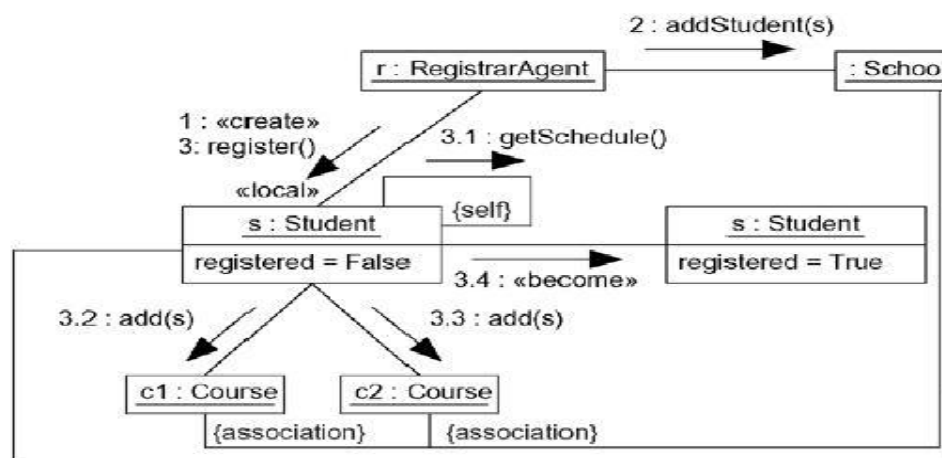 2 : addStudent(s)
r : RegistrarAgent
: Schoo
1 : «create»
3: register()
3.1 : getSchedule()
«local»
{self}
s : Student
registered = False
s : Student
registered = True
3.4 : «become»
3.2 : add(s)
3.3 : add(s)
c1 : Course
c2 : Course
{association}
{association}